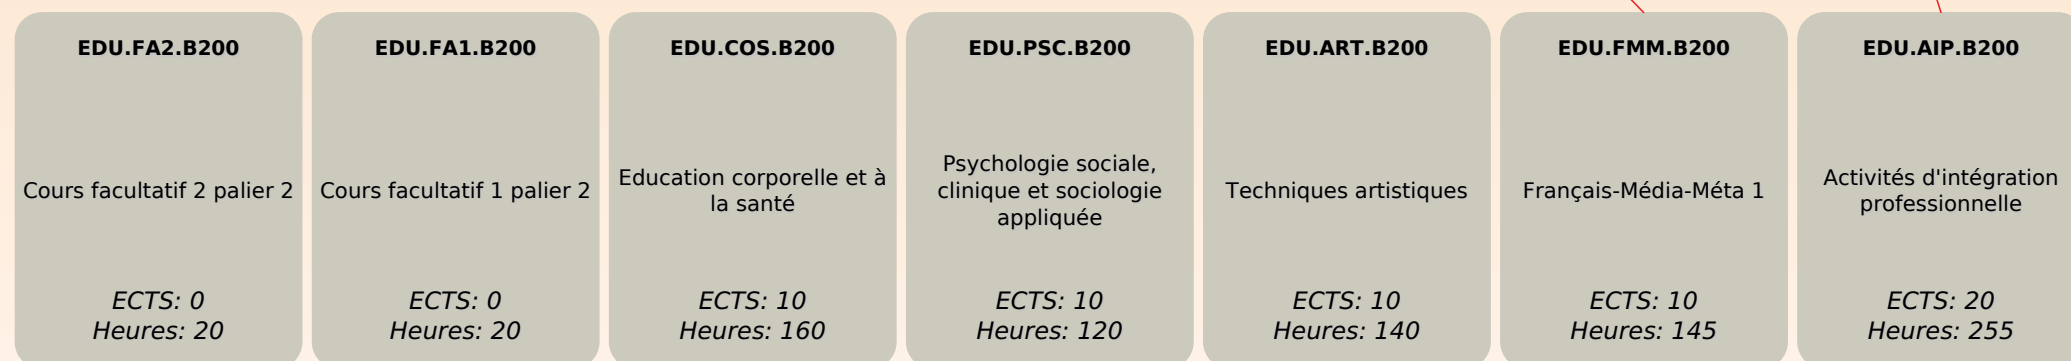 EDU.FA2.B200
Cours facultatif 2 palier 2
ECTS: 0
Heures: 20
EDU.FA1.B200
Cours facultatif 1 palier 2
ECTS: 0
Heures: 20
EDU.COS.B200
Education corporelle et à
la santé
ECTS: 10
Heures: 160
EDU.PSC.B200
Psychologie sociale,
clinique et sociologie
appliquée
ECTS: 10
Heures: 120
EDU.ART.B200
Techniques artistiques
ECTS: 10
Heures: 140
EDU.FMM.B200
Français-Média-Méta 1
ECTS: 10
Heures: 145
EDU.AIP.B200
Activités d'intégration
professionnelle
ECTS: 20
Heures: 255